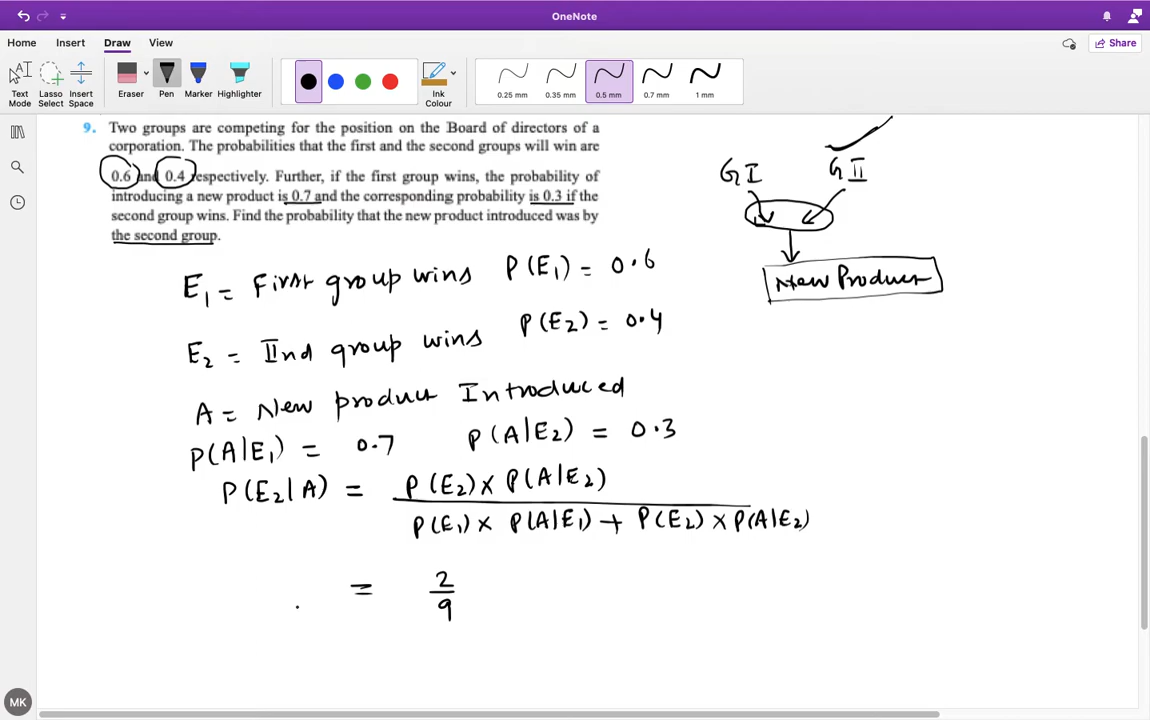 OneNote
Home Insert Draw View
Share
Text Mode
Lasso Select
Insert Space
Eraser
Pen
Marker
Highlighter
Ink Colour
0.25 mm
0.35 mm
0.5 mm
0.7 mm
1 mm
9. Two groups are competing for the position on the Board of directors of a
corporation. The probabilities that the first and the second groups will win are
0.6 and 0.4 respectively. Further, if the first group wins, the probability of
introducing a new product is 0.7 and the corresponding probability is 0.3 if the
second group wins. Find the probability that the new product introduced was by
the second group.
GI GII
New Product
E₁ = First group wins P(E₁) = 0.6
E₂ = IInd group wins P(E₂) = 0.4
A = New product Introduced
P(A|E₁) = 0.7 P(A|E₂) = 0.3
P(E₂|A) = P(E₂) × P(A|E₂)
P(E₁) × P(A|E₁) + P(E₂) × P(A|E₂)
= 2
9
MK